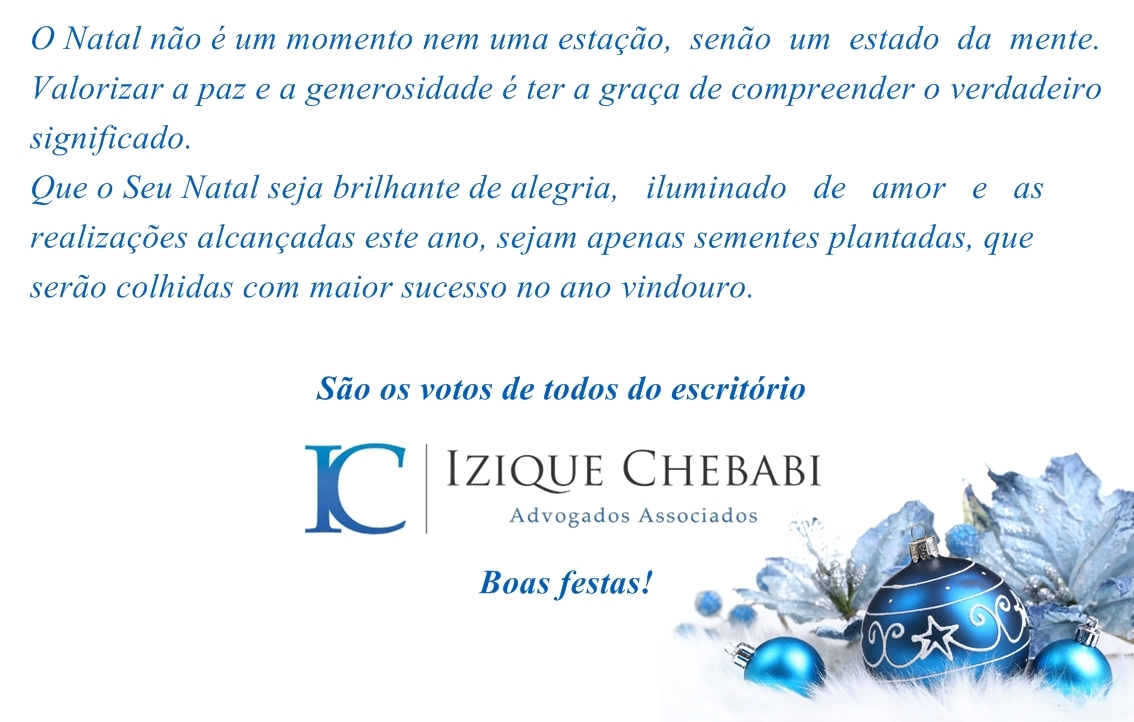 O Natal não é um momento nem uma estação, senão um estado da mente.
Valorizar a paz e a generosidade é ter a graça de compreender o verdadeiro
significado.
Que o Seu Natal seja brilhante de alegria, iluminado de amor e as
realizações alcançadas este ano, sejam apenas sementes plantadas, que
serão colhidas com maior sucesso no ano vindouro.
São os votos de todos do escritório
IC
IZIQUE CHEBABI
Advogados Associados
Boas festas!